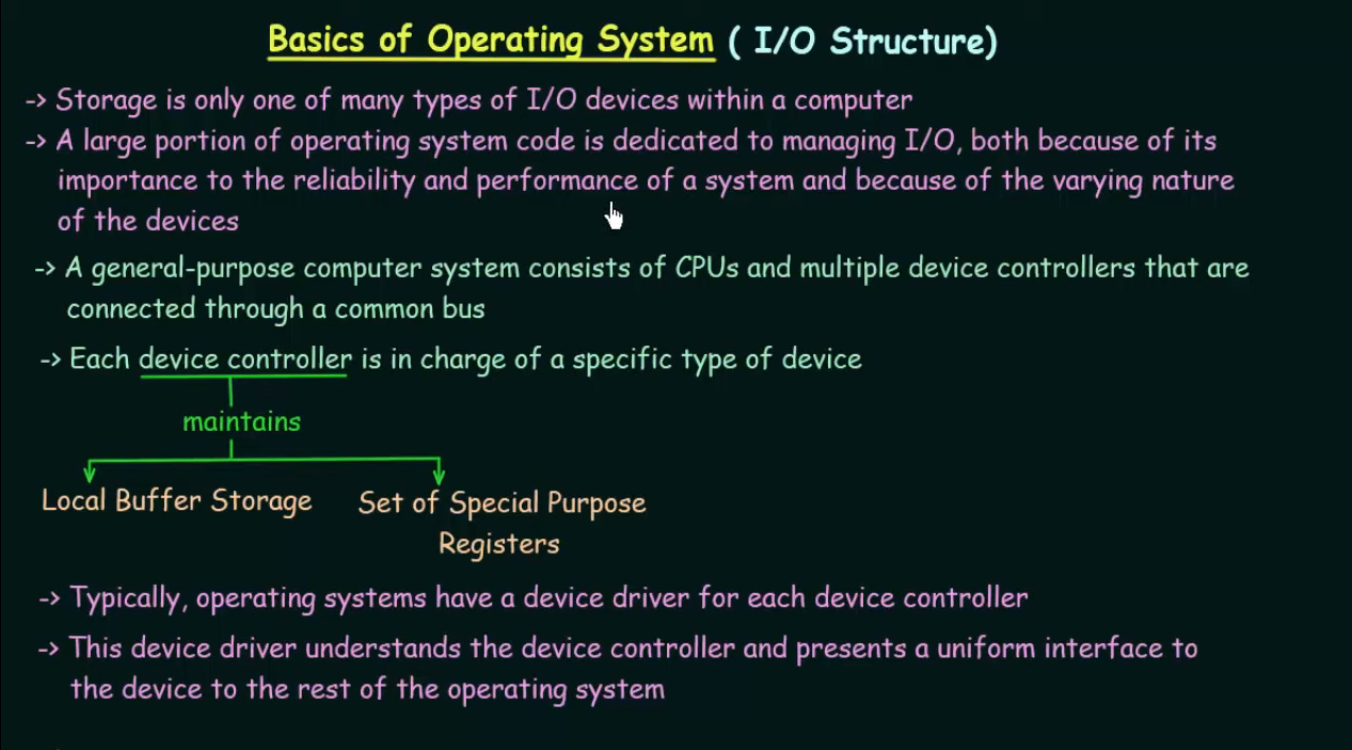 Basics of Operating System ( I/O Structure)
-> Storage is only one of many types of I/O devices within a computer
-> A large portion of operating system code is dedicated to managing I/O, both because of its
importance to the reliability and performance of a system and because of the varying nature
of the devices
-> A general-purpose computer system consists of CPUs and multiple device controllers that are
connected through a common bus
-> Each device controller is in charge of a specific type of device
maintains
Local Buffer Storage
Set of Special Purpose
Registers
-> Typically, operating systems have a device driver for each device controller
-> This device driver understands the device controller and presents a uniform interface to
the device to the rest of the operating system